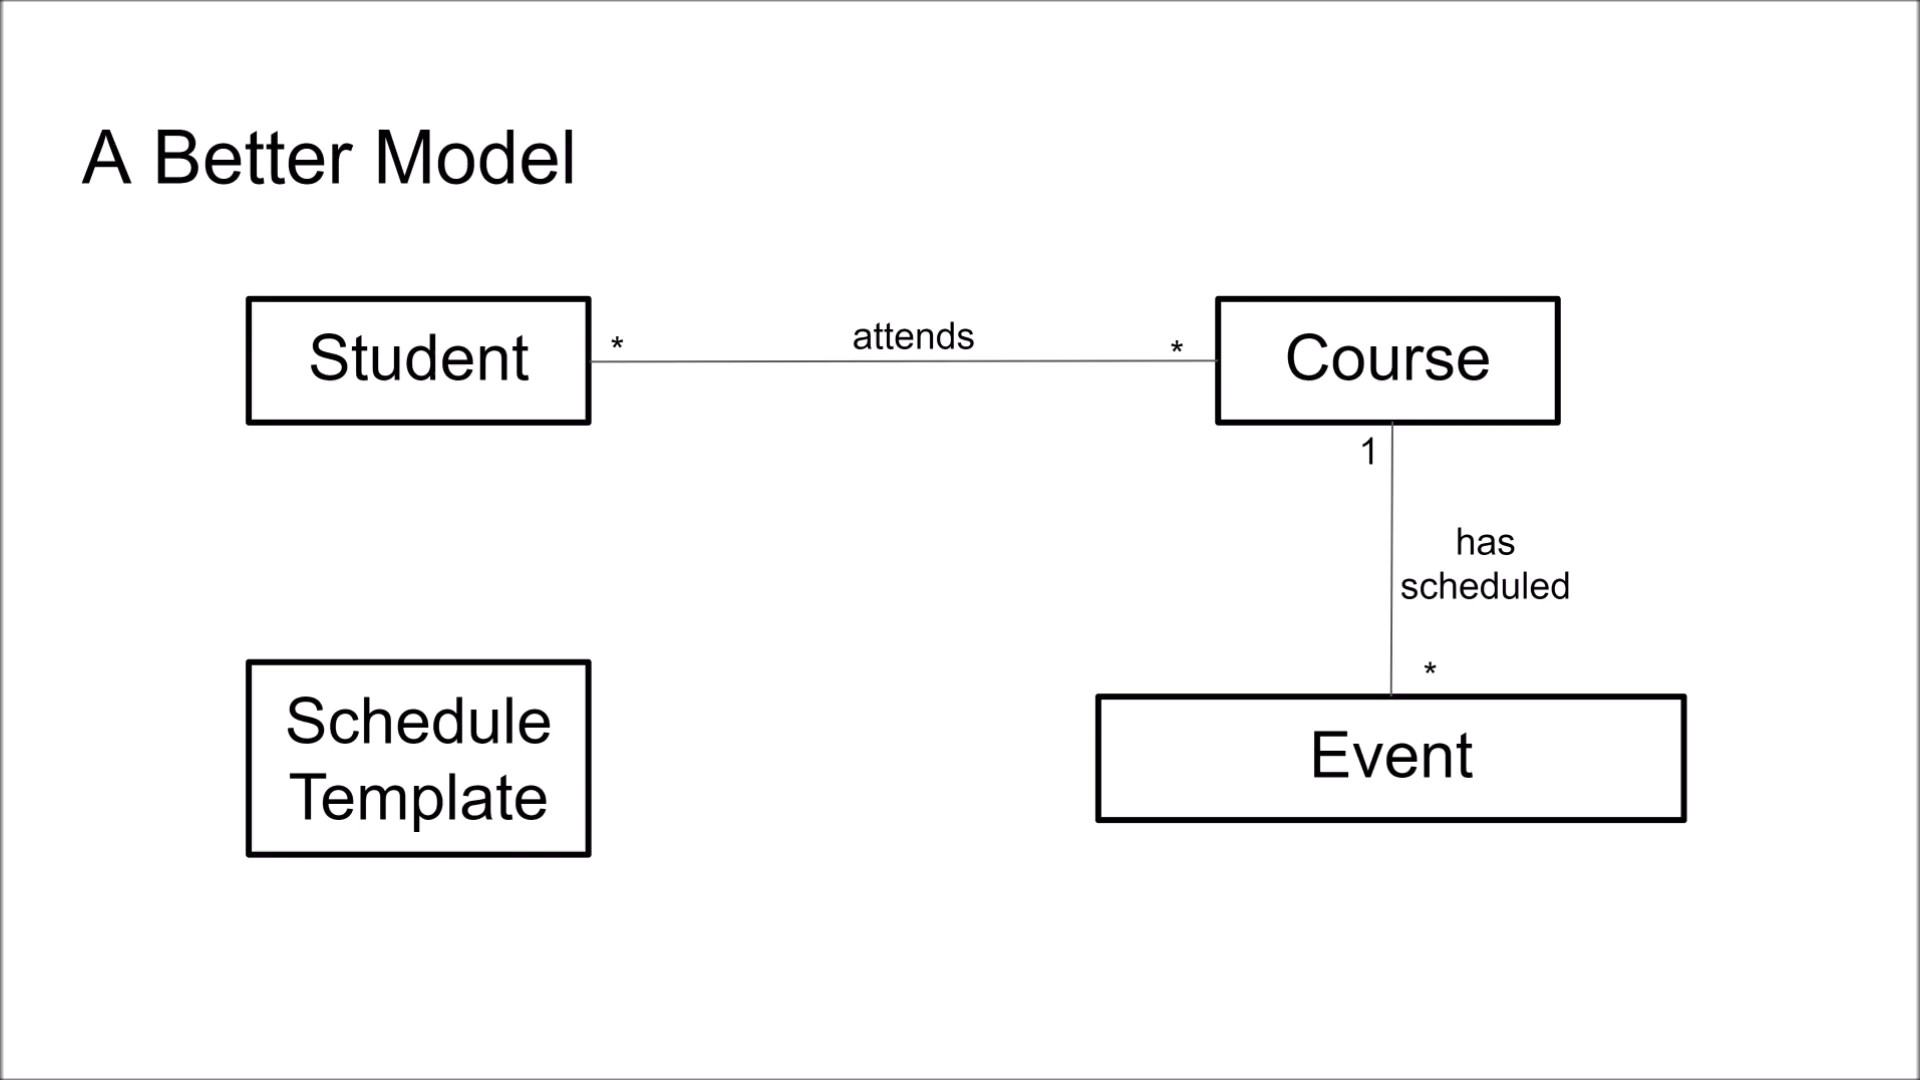 A Better Model
Student
*
attends
*
Course
1
has
scheduled
*
Schedule
Template
Event